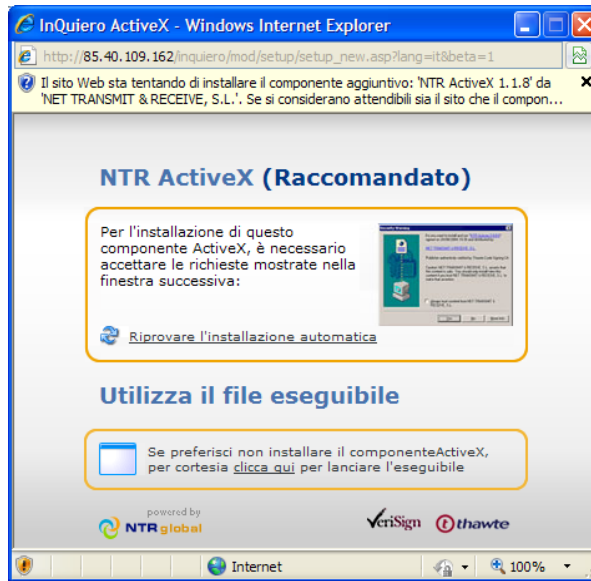 InQuiero ActiveX - Windows Internet Explorer
http://85.40.109.162/inquiero/mod/setup/setup_new.asp?lang=it&beta=1
Il sito Web sta tentando di installare il componente aggiuntivo: 'NTR ActiveX 1.1.8' da
'NET TRANSMIT & RECEIVE, S.L.'. Se si considerano attendibili sia il sito che il compon...
NTR ActiveX (Raccomandato)
Per l'installazione di questo
componente ActiveX, è necessario
accettare le richieste mostrate nella
finestra successiva:
Security Warning
Riprovare l'installazione automatica
Utilizza il file eseguibile
Se preferisci non installare il componenteActiveX,
per cortesia clicca qui per lanciare l'eseguibile
powered by
NTRglobal
VeriSign
thawte
Internet
100%